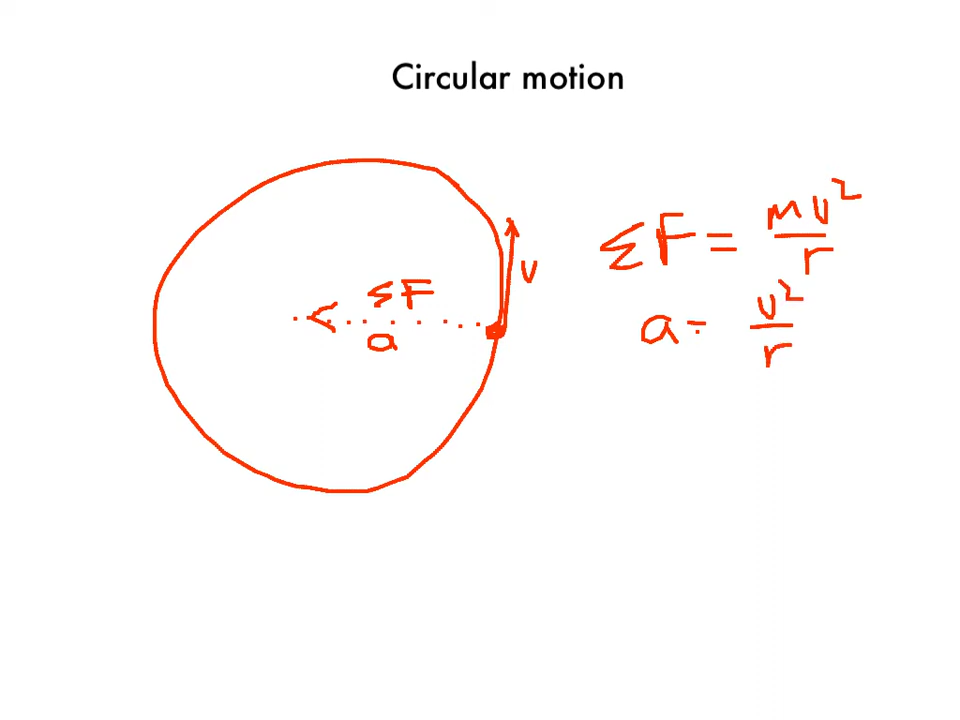 Circular motion
ΣF = mv²/r
v
ΣF
a = v²/r
a